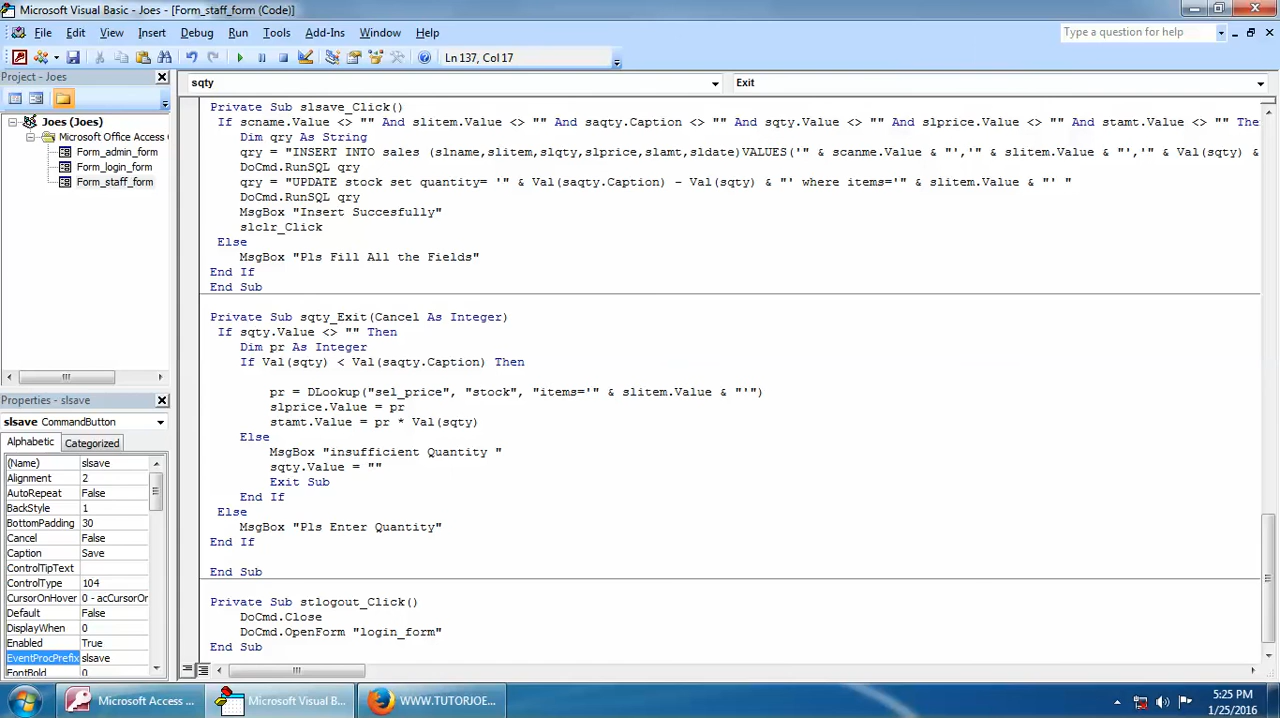 Microsoft Visual Basic - Joes - [Form_staff_form (Code)]
File Edit View Insert Debug Run Tools Add-Ins Window Help
Type a question for help
Ln 137, Col 17
Project - Joes
sqty
Exit
Joes (Joes)
Microsoft Office Access
Form_admin_form
Form_login_form
Form_staff_form
Private Sub slsave_Click()
If scname.Value <> "" And slitem.Value <> "" And saqty.Caption <> "" And sqty.Value <> "" And slprice.Value <> "" And stamt.Value <> "" The
Dim qry As String
qry = "INSERT INTO sales (slname,slitem,slqty,slprice,slamt,sldate)VALUES('" & scanme.Value & "','" & slitem.Value & "','" & Val(sqty) &
DoCmd.RunSQL qry
qry = "UPDATE stock set quantity= '" & Val(saqty.Caption) - Val(sqty) & "' where items='" & slitem.Value & "' "
DoCmd.RunSQL qry
MsgBox "Insert Succesfully"
slclr_Click
Else
MsgBox "Pls Fill All the Fields"
End If
End Sub
Private Sub sqty_Exit(Cancel As Integer)
If sqty.Value <> "" Then
Dim pr As Integer
If Val(sqty) < Val(saqty.Caption) Then
pr = DLookup("sel_price", "stock", "items='" & slitem.Value & "'")
slprice.Value = pr
stamt.Value = pr * Val(sqty)
Else
MsgBox "insufficient Quantity "
sqty.Value = ""
Exit Sub
End If
Else
MsgBox "Pls Enter Quantity"
End If
End Sub
Private Sub stlogout_Click()
DoCmd.Close
DoCmd.OpenForm "login_form"
End Sub
Properties - slsave
slsave CommandButton
Alphabetic Categorized
(Name) slsave
Alignment 2
AutoRepeat False
BackStyle 1
BottomPadding 30
Cancel False
Caption Save
ControlTipText
ControlType 104
CursorOnHover 0 - acCursorOr
Default False
DisplayWhen 0
Enabled True
EventProcPrefix slsave
FontBold 0
Microsoft Access ...
Microsoft Visual B...
WWW.TUTORJOE...
5:25 PM
1/25/2016